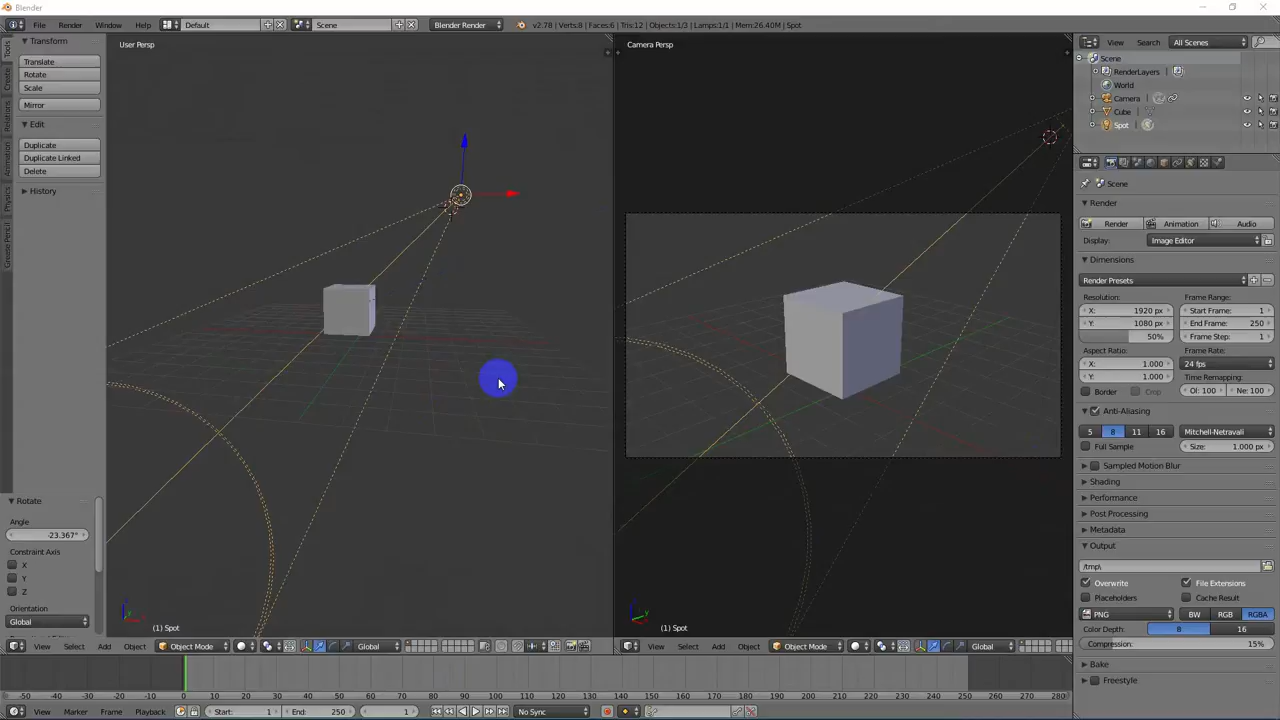 Blender
File Render Window Help Default Scene Blender Render v2.78 | Verts:8 | Faces:6 | Tris:12 | Objects:1/3 | Lamps:1/1 | Mem:26.40M | Spot
View Search All Scenes
Tools
Create
Relations
Animation
Physics
Grease Pencil
Transform
Translate
Rotate
Scale
Mirror
Edit
Duplicate
Duplicate Linked
Delete
History
Rotate
Angle
-23.367°
Constraint Axis
X
Y
Z
Orientation
Global
User Persp
(1) Spot
Camera Persp
(1) Spot
View Select Add Object Object Mode Global
View Select Add Object Object Mode Global
Scene
RenderLayers
World
Camera
Cube
Spot
Scene
Render
Render Animation Audio
Display: Image Editor
Dimensions
Render Presets
Resolution: Frame Range:
X: 1920 px Start Frame: 1
Y: 1080 px End Frame: 250
50% Frame Step: 1
Aspect Ratio: Frame Rate:
X: 1.000 24 fps
Y: 1.000 Time Remapping:
Border Crop Ol: 100 Ne: 100
Anti-Aliasing
5 8 11 16 Mitchell-Netravali
Full Sample Size: 1.000 px
Sampled Motion Blur
Shading
Performance
Post Processing
Metadata
Output
/tmp\
Overwrite File Extensions
Placeholders Cache Result
PNG BW RGB RGBA
Color Depth: 8 16
Compression: 15%
Bake
Freestyle
-50 -40 -30 -20 -10 0 10 20 30 40 50 60 70 80 90 100 110 120 130 140 150 160 170 180 190 200 210 220 230 240 250 260 270 280
View Marker Frame Playback Start: 1 End: 250 1 No Sync